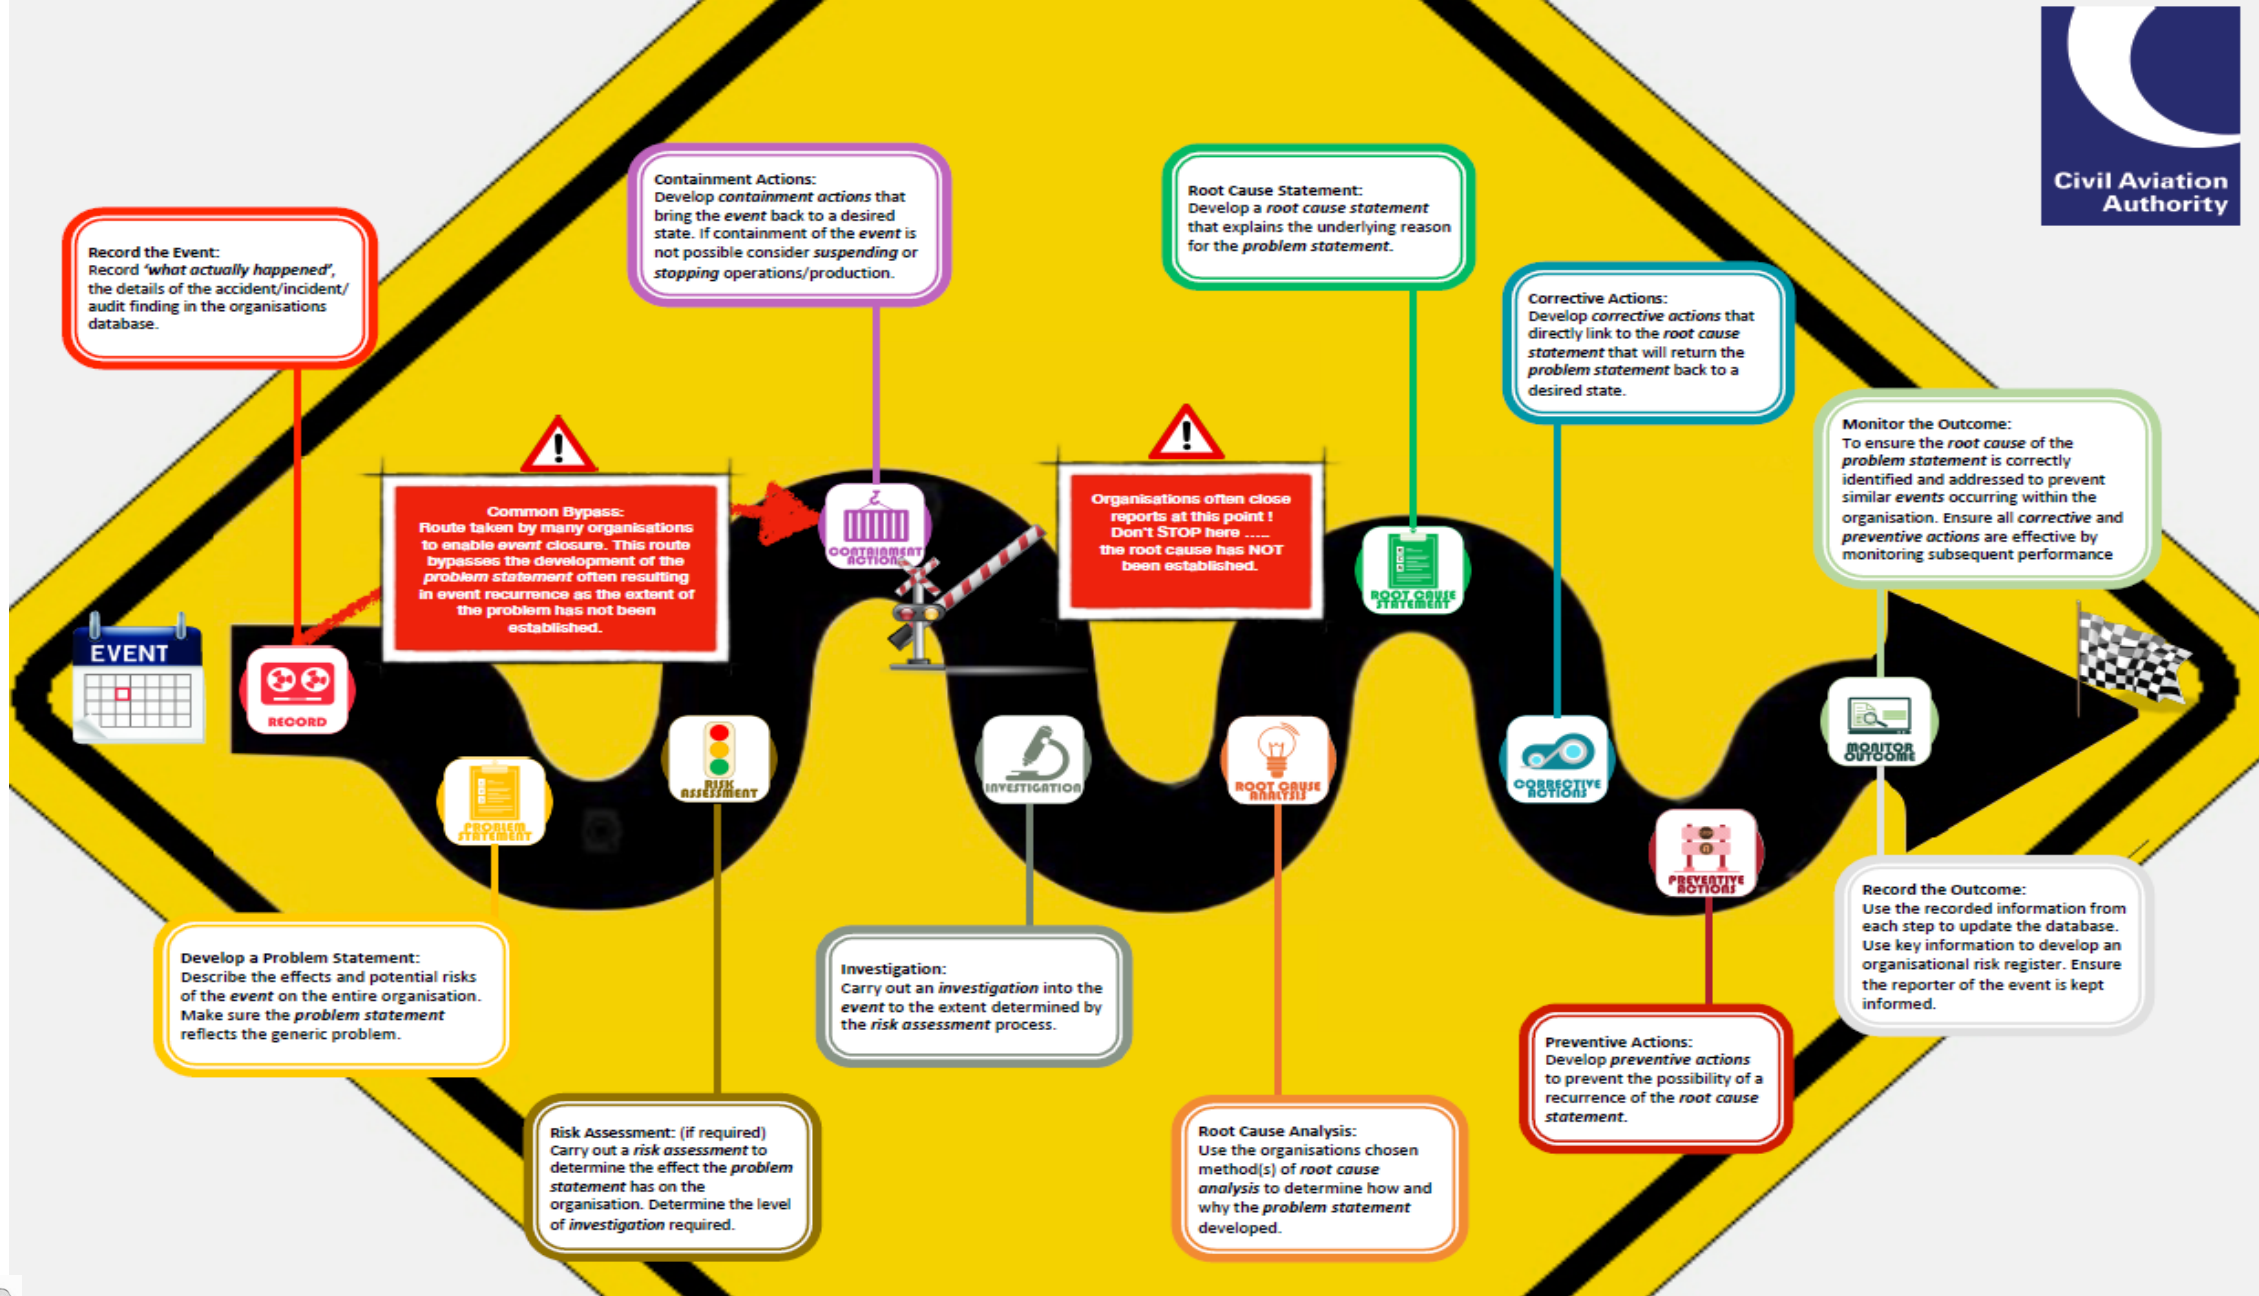 Civil Aviation
Authority
Containment Actions:
Develop containment actions that
bring the event back to a desired
state. If containment of the event is
not possible consider suspending or
stopping operations/production.
Root Cause Statement:
Develop a root cause statement
that explains the underlying reason
for the problem statement.
Record the Event:
Record ‘what actually happened’,
the details of the accident/incident/
audit finding in the organisations
database.
Corrective Actions:
Develop corrective actions that
directly link to the root cause
statement that will return the
problem statement back to a
desired state.
Monitor the Outcome:
To ensure the root cause of the
problem statement is correctly
identified and addressed to prevent
similar events occurring within the
organisation. Ensure all corrective and
preventive actions are effective by
monitoring subsequent performance
Common Bypass:
Route taken by many organisations
to enable event closure. This route
bypasses the development of the
problem statement often resulting
in event recurrence as the extent of
the problem has not been
established.
Organisations often close
reports at this point !
Don't STOP here .....
the root cause has NOT
been established.
EVENT
RECORD
PROBLEM
STATEMENT
RISK
ASSESSMENT
CONTAINMENT
ACTIONS
INVESTIGATION
ROOT CAUSE
ANALYSIS
ROOT CAUSE
STATEMENT
CORRECTIVE
ACTIONS
PREVENTIVE
ACTIONS
MONITOR
OUTCOME
Develop a Problem Statement:
Describe the effects and potential risks
of the event on the entire organisation.
Make sure the problem statement
reflects the generic problem.
Risk Assessment: (if required)
Carry out a risk assessment to
determine the effect the problem
statement has on the
organisation. Determine the level
of investigation required.
Investigation:
Carry out an investigation into the
event to the extent determined by
the risk assessment process.
Root Cause Analysis:
Use the organisations chosen
method(s) of root cause
analysis to determine how and
why the problem statement
developed.
Preventive Actions:
Develop preventive actions
to prevent the possibility of a
recurrence of the root cause
statement.
Record the Outcome:
Use the recorded information from
each step to update the database.
Use key information to develop an
organisational risk register. Ensure
the reporter of the event is kept
informed.